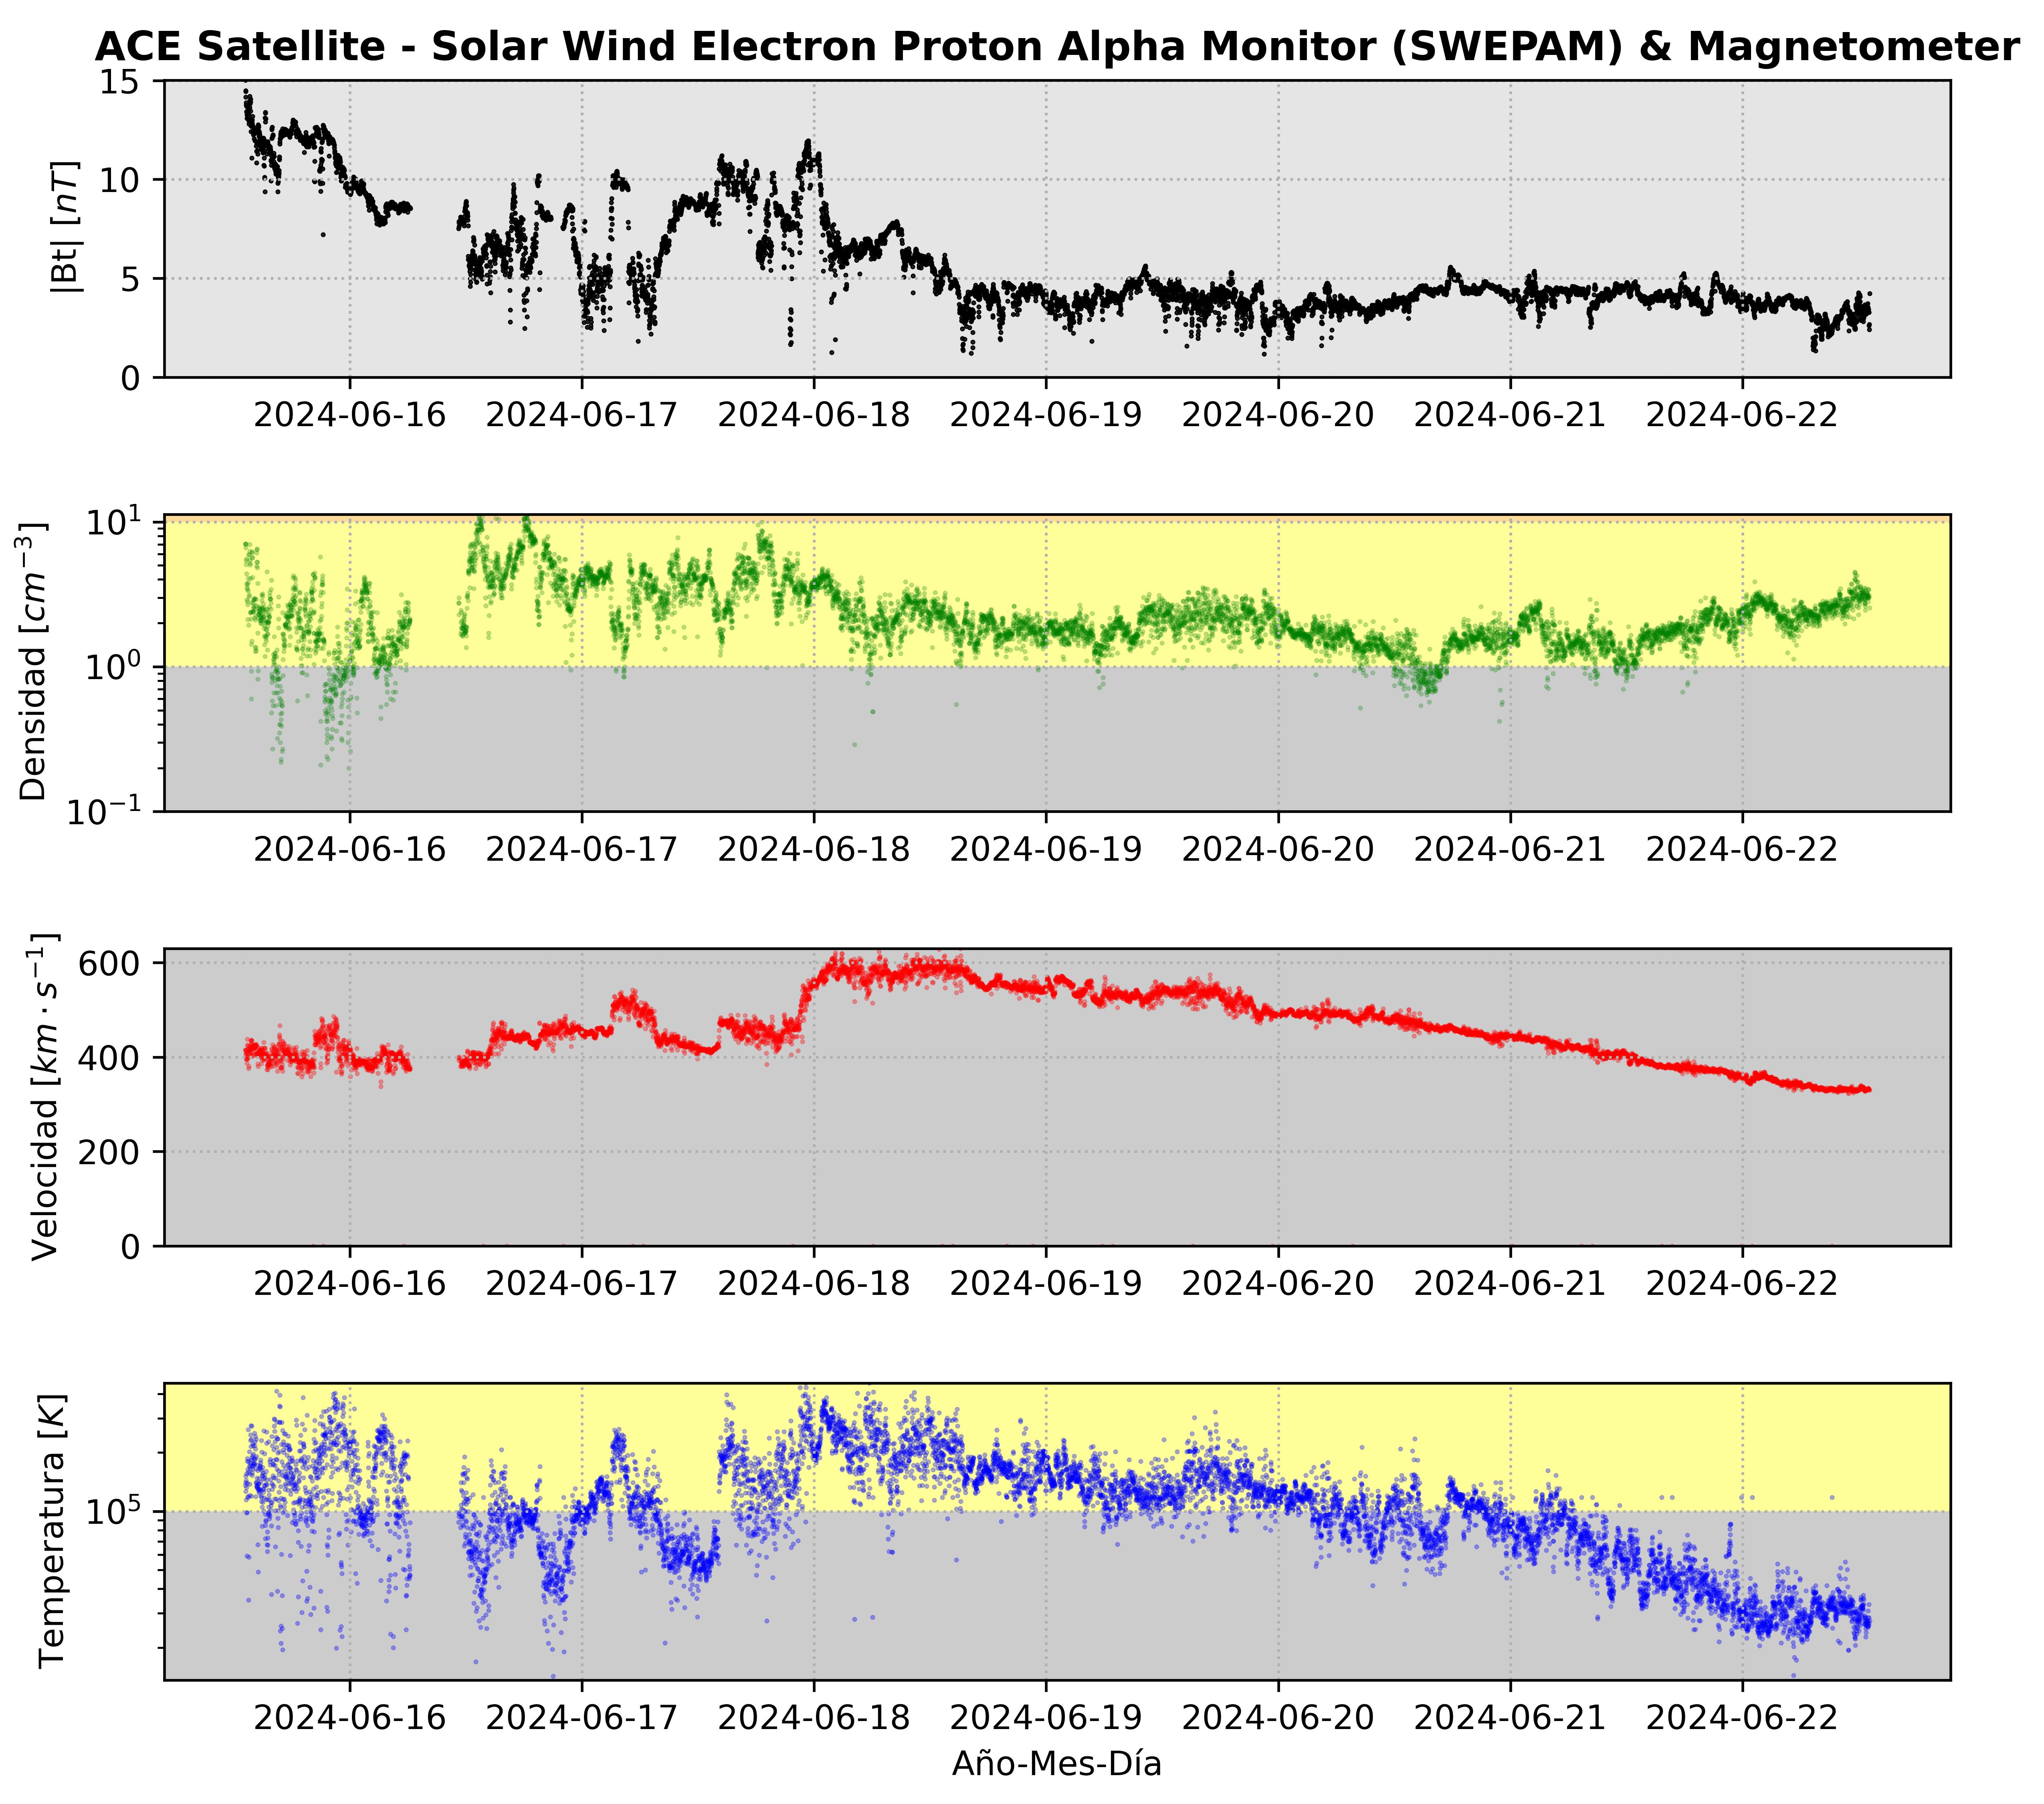 ACE Satellite - Solar Wind Electron Proton Alpha Monitor (SWEPAM) & Magnetometer
|Bt| [nT]
15
10
5
0
2024-06-16 2024-06-17 2024-06-18 2024-06-19 2024-06-20 2024-06-21 2024-06-22
Densidad [cm⁻³]
10¹
10⁰
10⁻¹
2024-06-16 2024-06-17 2024-06-18 2024-06-19 2024-06-20 2024-06-21 2024-06-22
Velocidad [km · s⁻¹]
600
400
200
0
2024-06-16 2024-06-17 2024-06-18 2024-06-19 2024-06-20 2024-06-21 2024-06-22
Temperatura [K]
10⁵
2024-06-16 2024-06-17 2024-06-18 2024-06-19 2024-06-20 2024-06-21 2024-06-22
Año-Mes-Día